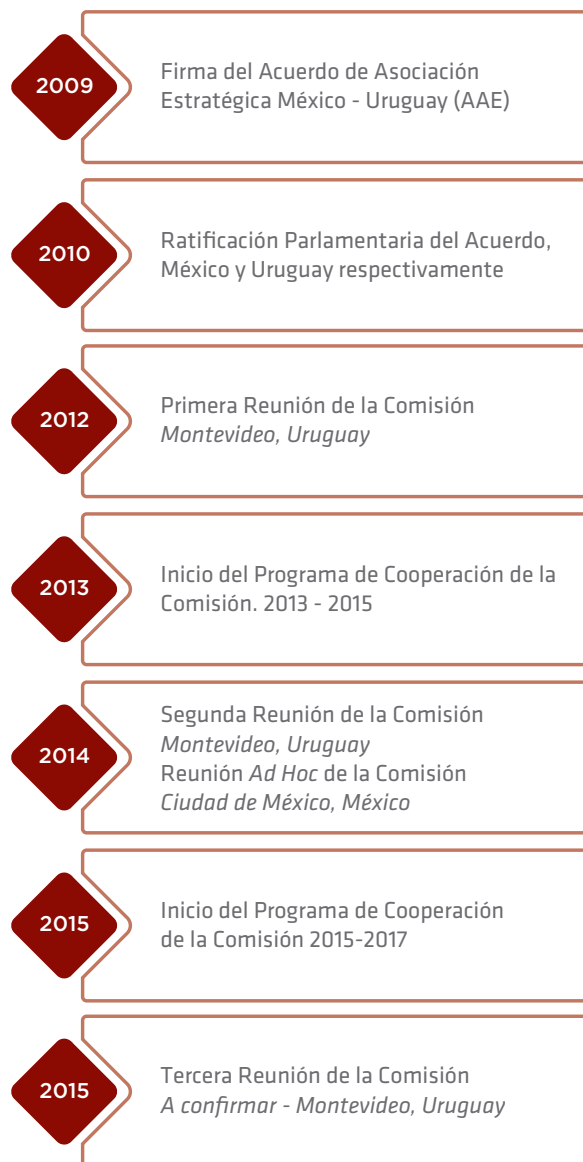 2009
Firma del Acuerdo de Asociación
Estratégica México - Uruguay (AAE)
2010
Ratificación Parlamentaria del Acuerdo,
México y Uruguay respectivamente
2012
Primera Reunión de la Comisión
Montevideo, Uruguay
2013
Inicio del Programa de Cooperación de la
Comisión. 2013 - 2015
2014
Segunda Reunión de la Comisión
Montevideo, Uruguay
Reunión Ad Hoc de la Comisión
Ciudad de México, México
2015
Inicio del Programa de Cooperación
de la Comisión 2015-2017
2015
Tercera Reunión de la Comisión
A confirmar - Montevideo, Uruguay